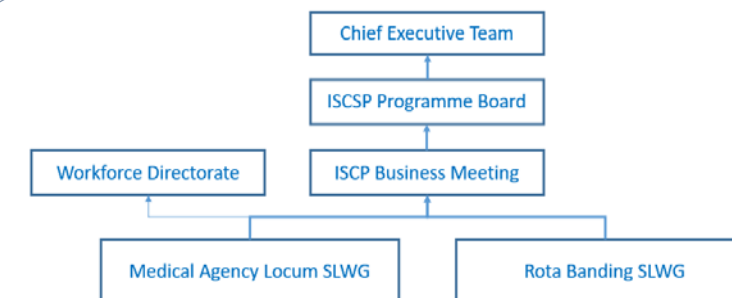 Chief Executive Team
ISCSP Programme Board
Workforce Directorate
ISCP Business Meeting
Medical Agency Locum SLWG
Rota Banding SLWG